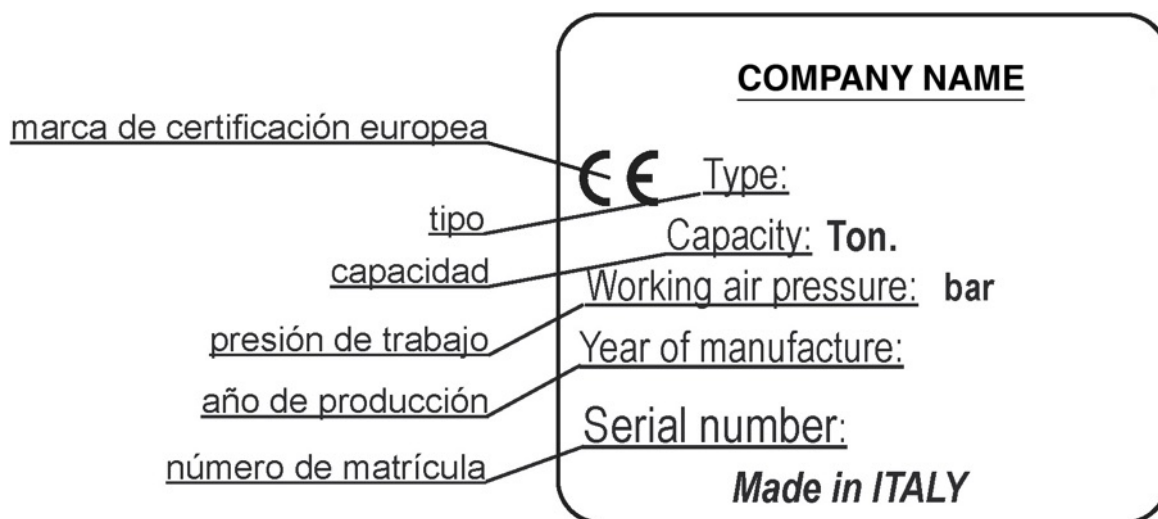 COMPANY NAME
marca de certificación europea
CE Type:
tipo
Capacity: Ton.
capacidad
Working air pressure: bar
presión de trabajo
Year of manufacture:
año de producción
Serial number:
número de matrícula
Made in ITALY